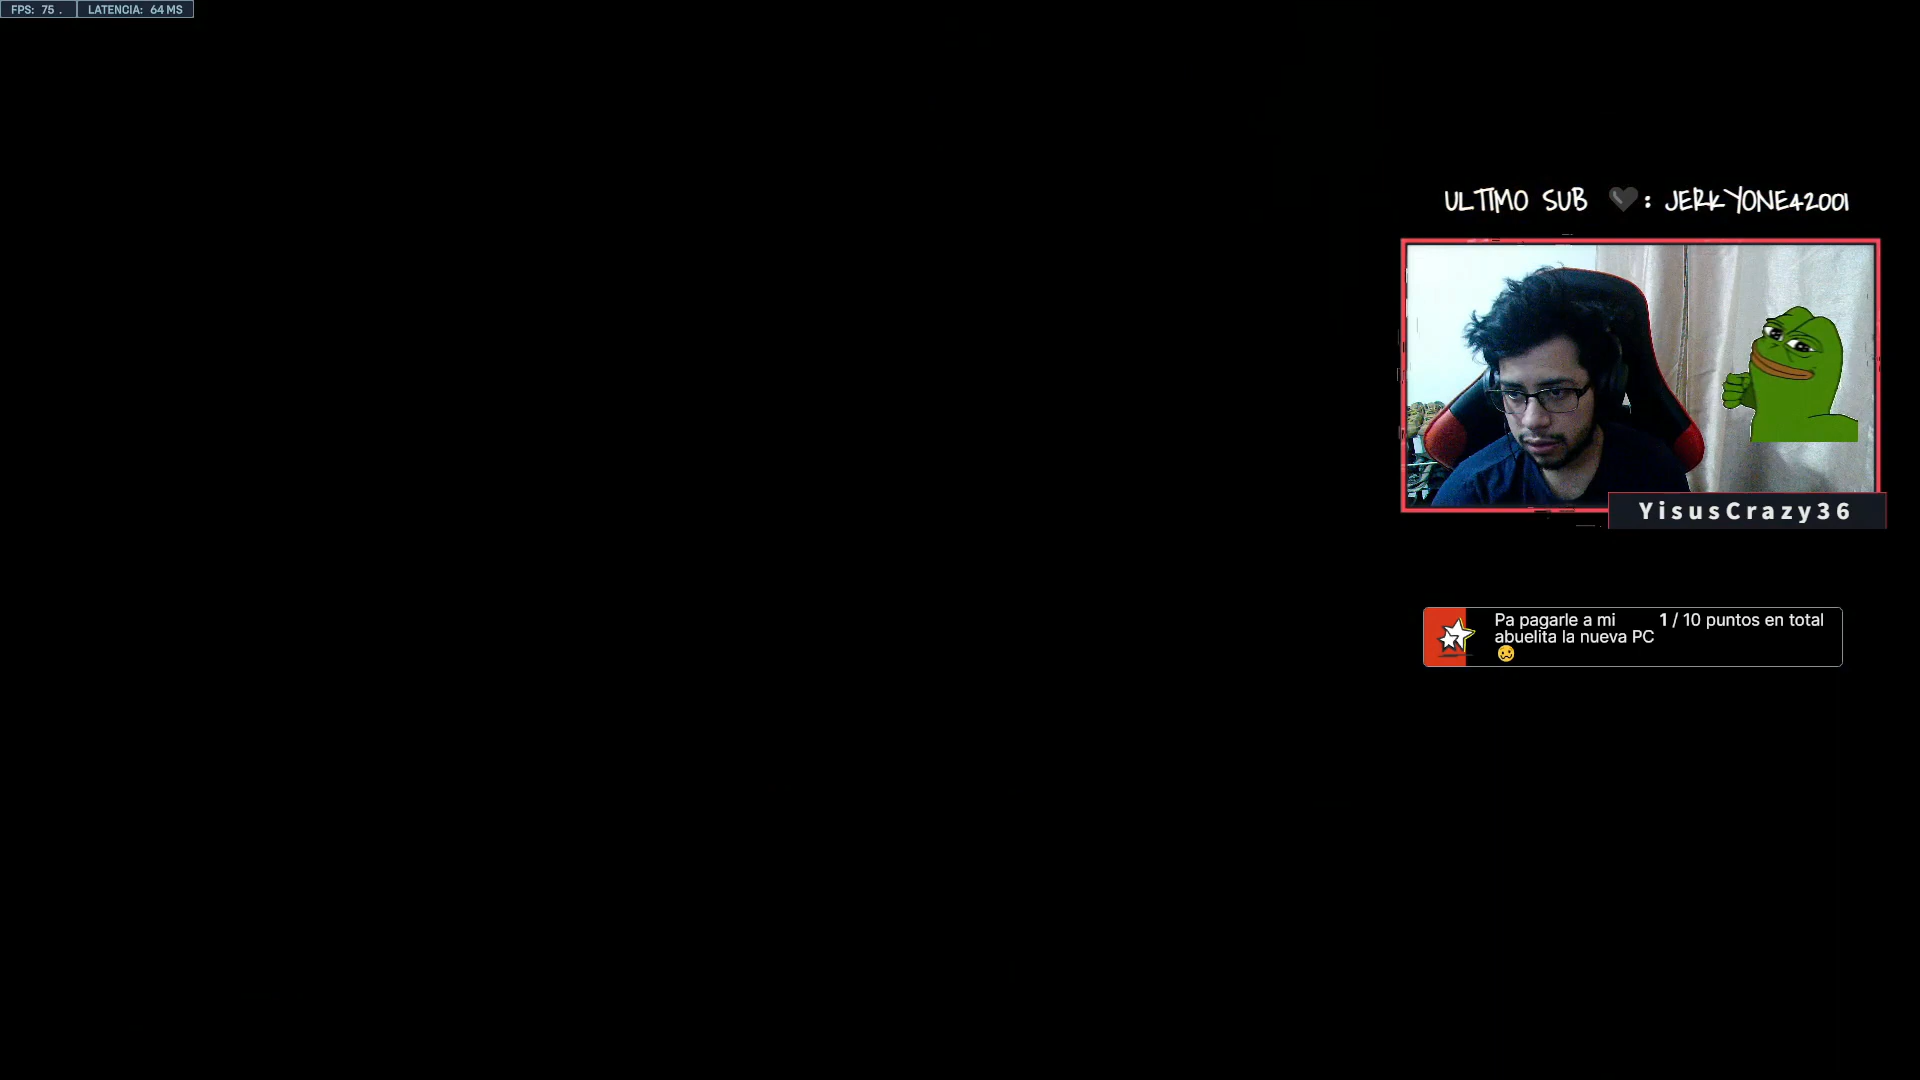 FPS: 75 . LATENCIA: 64 MS
ULTIMO SUB 🖤: JERKYONE42001
YisusCrazy36
Pa pagarle a mi 1 / 10 puntos en total
abuelita la nueva PC
🥴